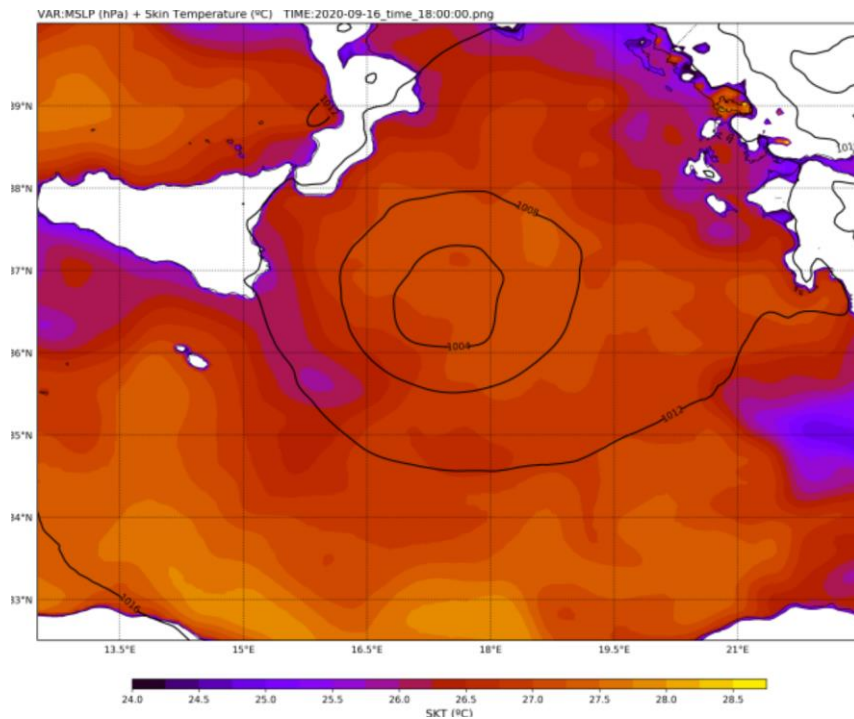 VAR:MSLP (hPa) + Skin Temperature (ºC) TIME:2020-09-16_time_18:00:00.png
39°N
38°N
37°N
36°N
35°N
34°N
33°N
1012
1008
1004
1012
1016
13.5°E 15°E 16.5°E 18°E 19.5°E 21°E
24.0 24.5 25.0 25.5 26.0 26.5 27.0 27.5 28.0 28.5
SKT (ºC)